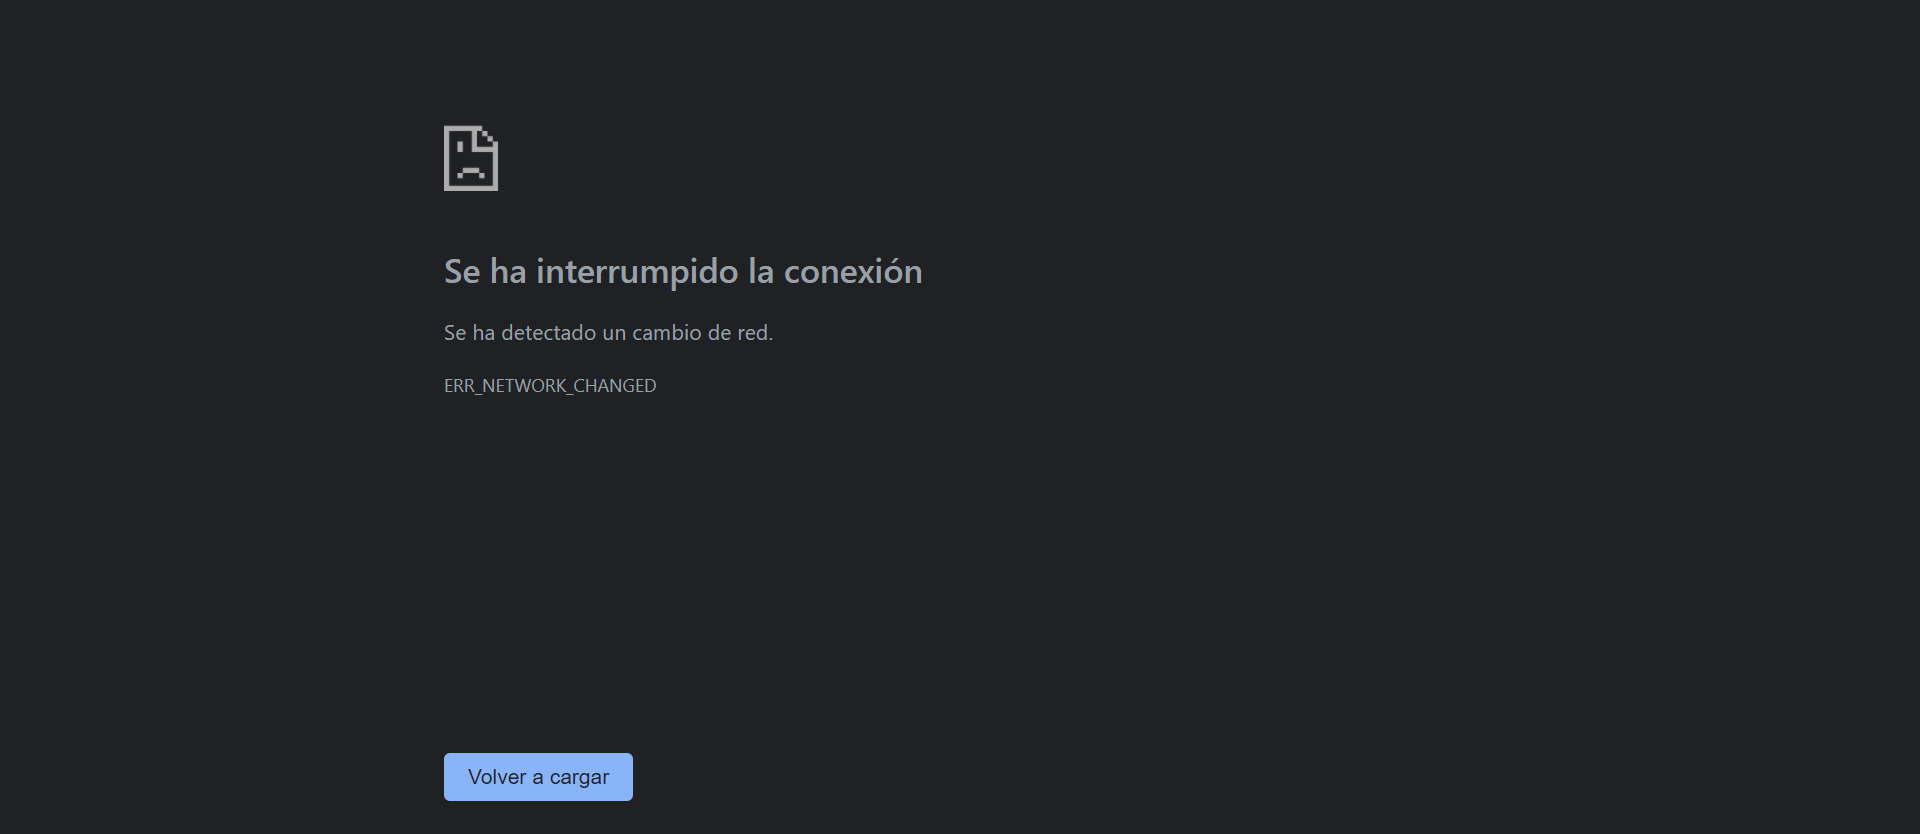 Se ha interrumpido la conexión
Se ha detectado un cambio de red.
ERR_NETWORK_CHANGED
Volver a cargar